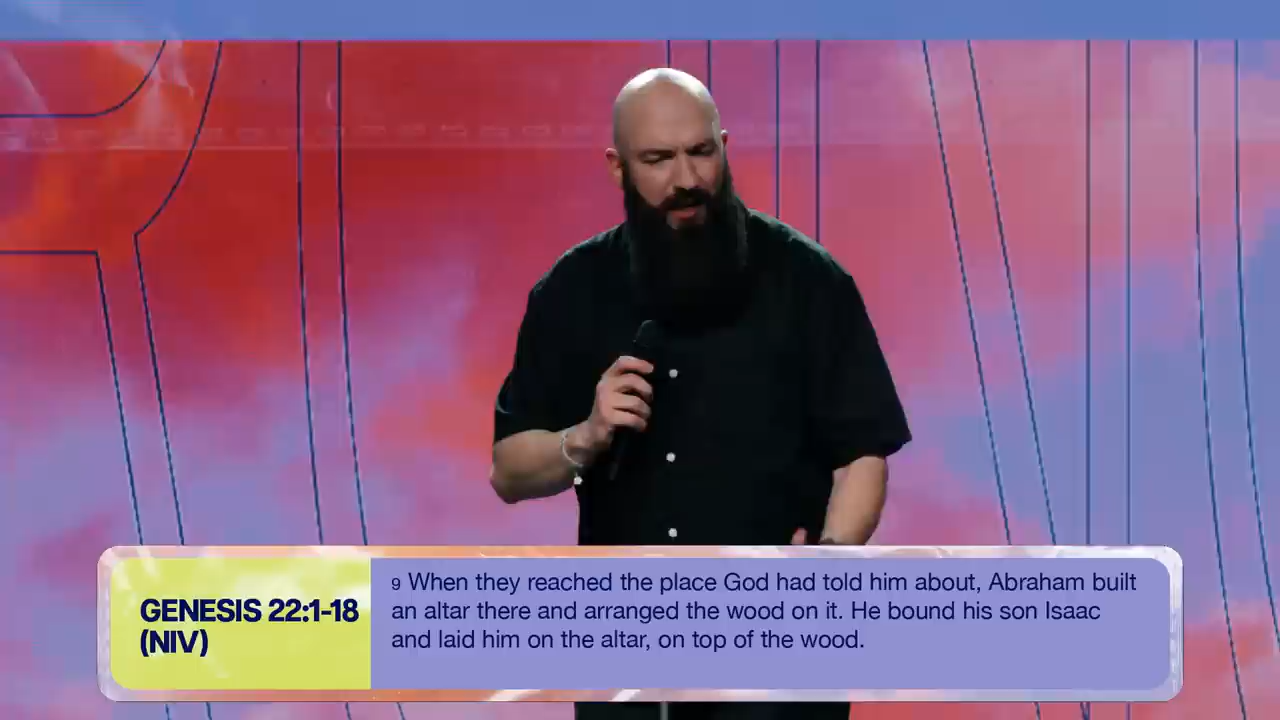 GENESIS 22:1-18
(NIV)
9 When they reached the place God had told him about, Abraham built
an altar there and arranged the wood on it. He bound his son Isaac
and laid him on the altar, on top of the wood.